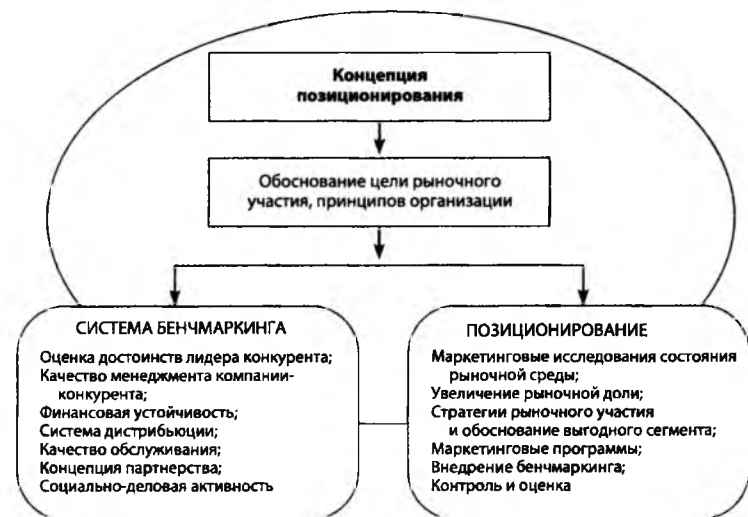 Концепция
позиционирования
Обоснование цели рыночного
участия, принципов организации
СИСТЕМА БЕНЧМАРКИНГА
Оценка достоинств лидера конкурента;
Качество менеджмента компании-
конкурента;
Финансовая устойчивость;
Система дистрибьюции;
Качество обслуживания;
Концепция партнерства;
Социально-деловая активность
ПОЗИЦИОНИРОВАНИЕ
Маркетинговые исследования состояния
рыночной среды;
Увеличение рыночной доли;
Стратегии рыночного участия
и обоснование выгодного сегмента;
Маркетинговые программы;
Внедрение бенчмаркинга;
Контроль и оценка